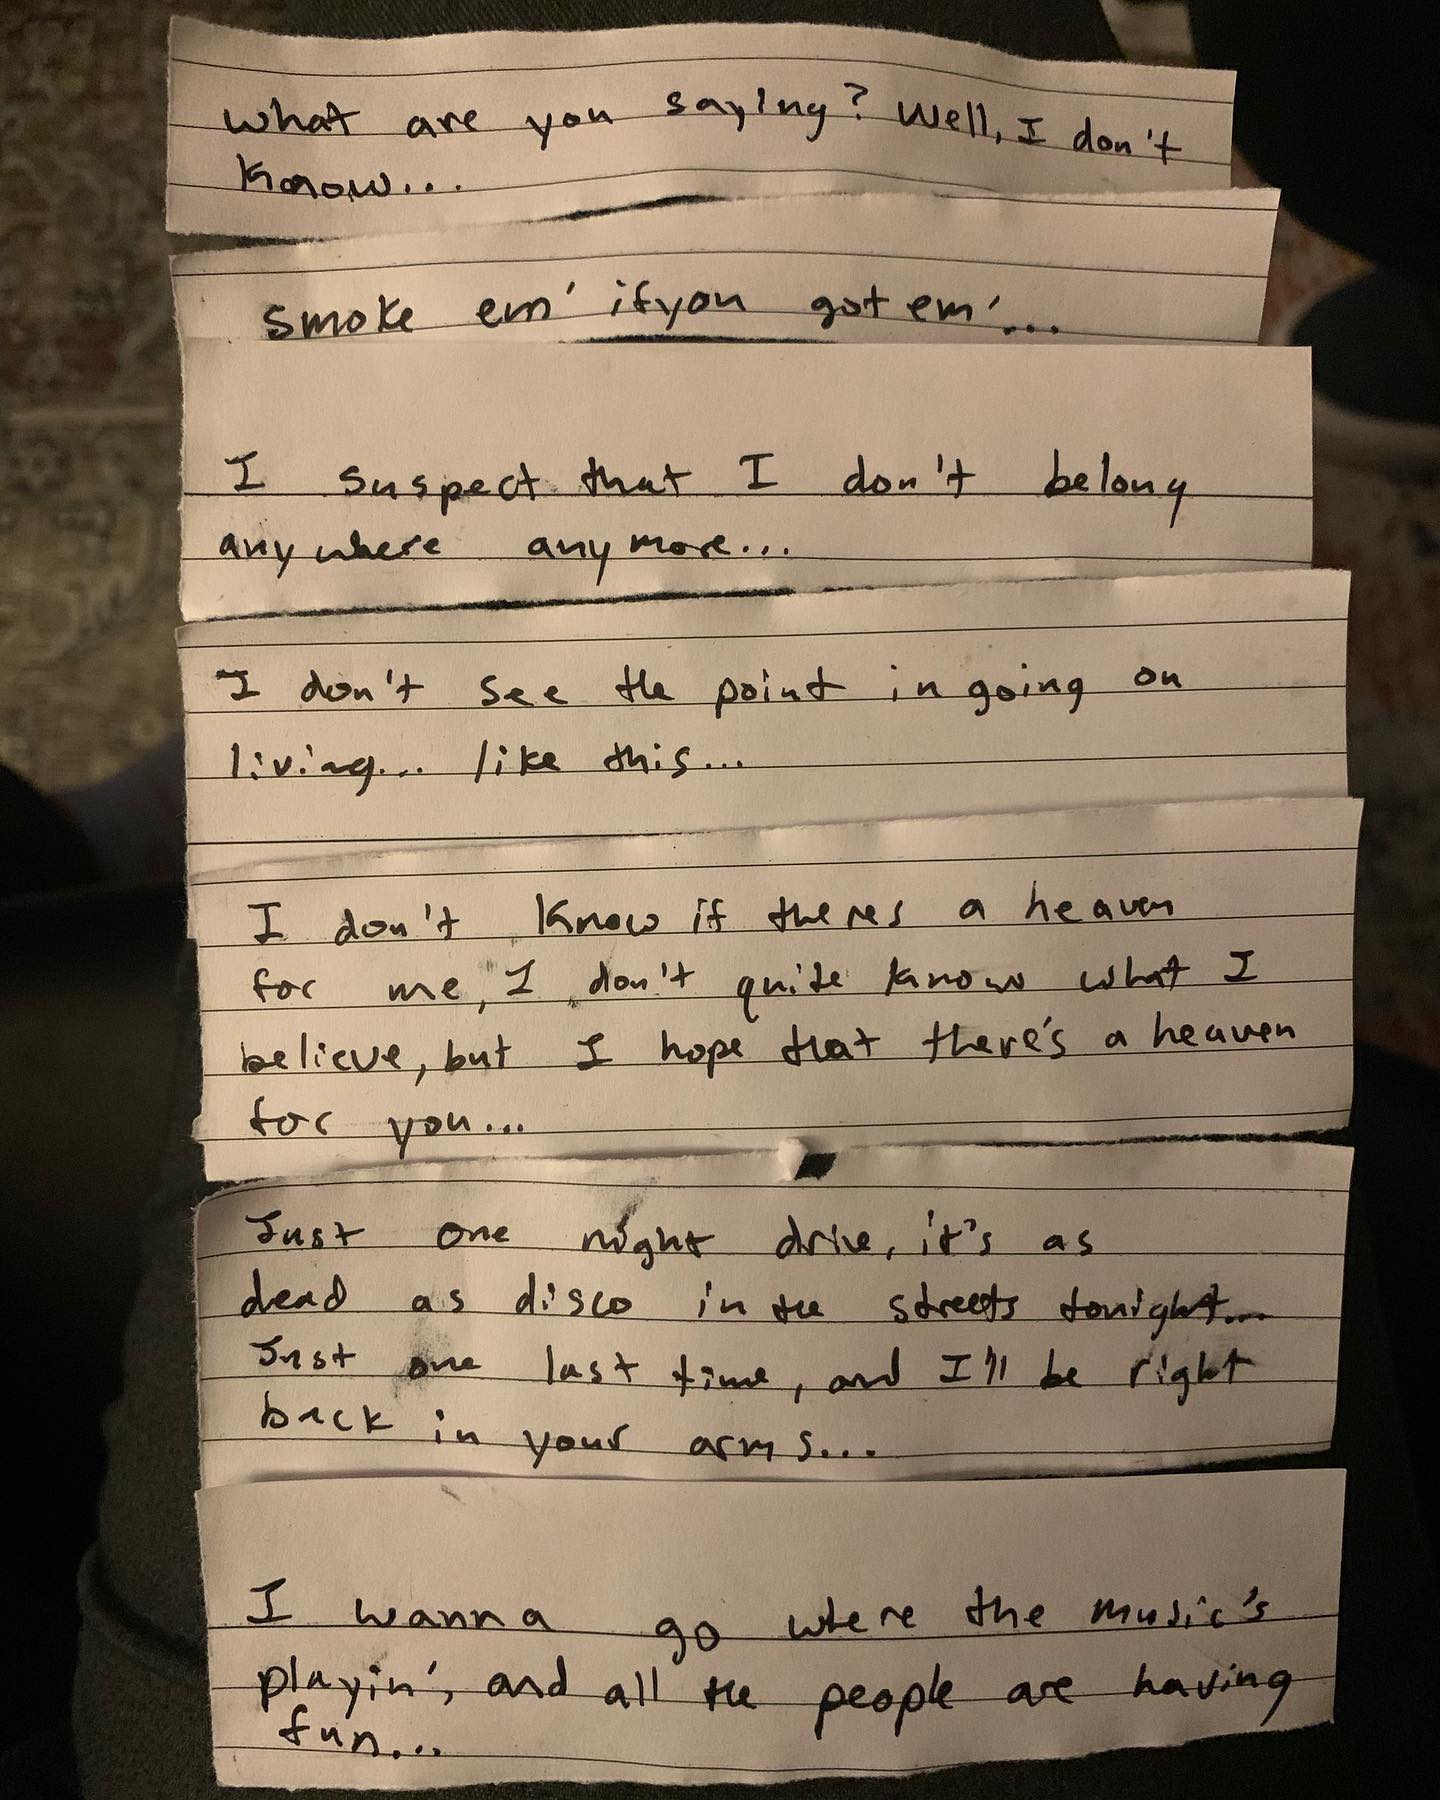 what are you saying? Well, I don't
know...
smoke em' if you got em'...
I suspect that I don't belong
anywhere anymore...
I don't see the point in going on
living... like this...
I don't know if theres a heaven
for me, I don't quite know what I
believe, but I hope that there's a heaven
for you...
Just one night drive, it's as
dead as disco in the streets tonight...
Just one last time, and I'll be right
back in your arms...
I wanna go where the music's
playin', and all the people are having
fun...